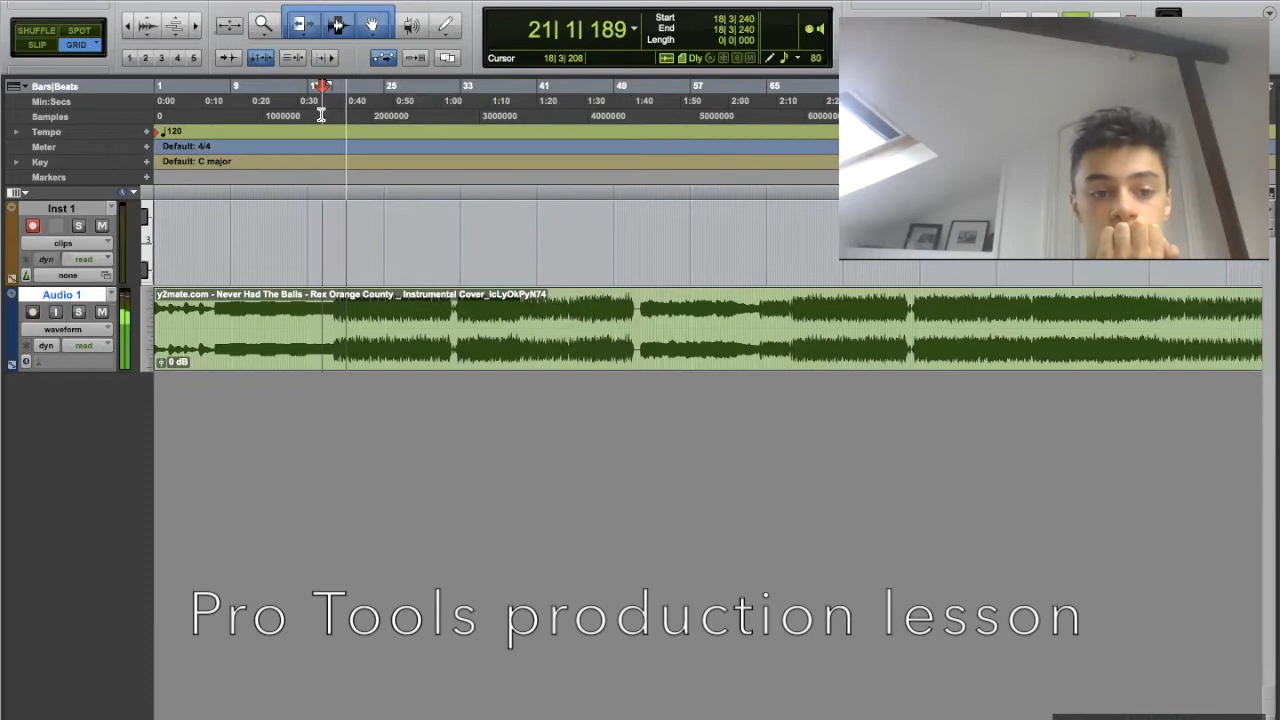 SHUFFLE SPOT
SLIP GRID
1 2 3 4 5
21| 1| 189
Start 18| 3| 240
End 18| 3| 240
Length 0| 0| 000
Cursor 18| 3| 208
Dly
80
Bars|Beats 1 9 25 33 41 49 57 65
Min:Secs 0:00 0:10 0:20 0:30 0:40 0:50 1:00 1:10 1:20 1:30 1:40 1:50 2:00 2:10
Samples 0 1000000 2000000 3000000 4000000 5000000
Tempo 120
Meter Default: 4/4
Key Default: C major
Markers
Inst 1
S M
clips
dyn read
none
3
Audio 1
I S M
waveform
dyn read
y2mate.com - Never Had The Balls - Rex Orange County _ Instrumental Cover_icLyOkPyN74
0 dB
Pro Tools production lesson